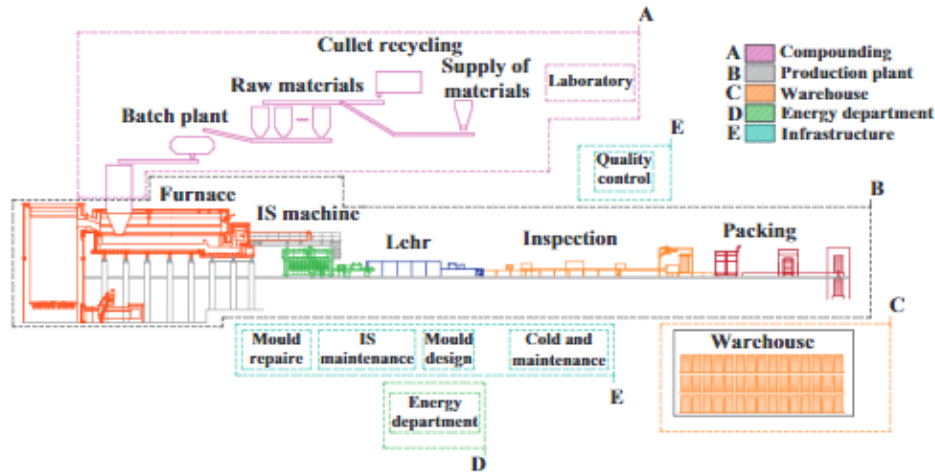 A
Cullet recycling
Supply of
materials
Raw materials
Laboratory
Batch plant
A Compounding
B Production plant
C Warehouse
D Energy department
E Infrastructure
E
Quality
control
Furnace
B
IS machine
Lehr
Inspection
Packing
C
Mould
repaire
IS
maintenance
Mould
design
Cold and
maintenance
Warehouse
E
Energy
department
D